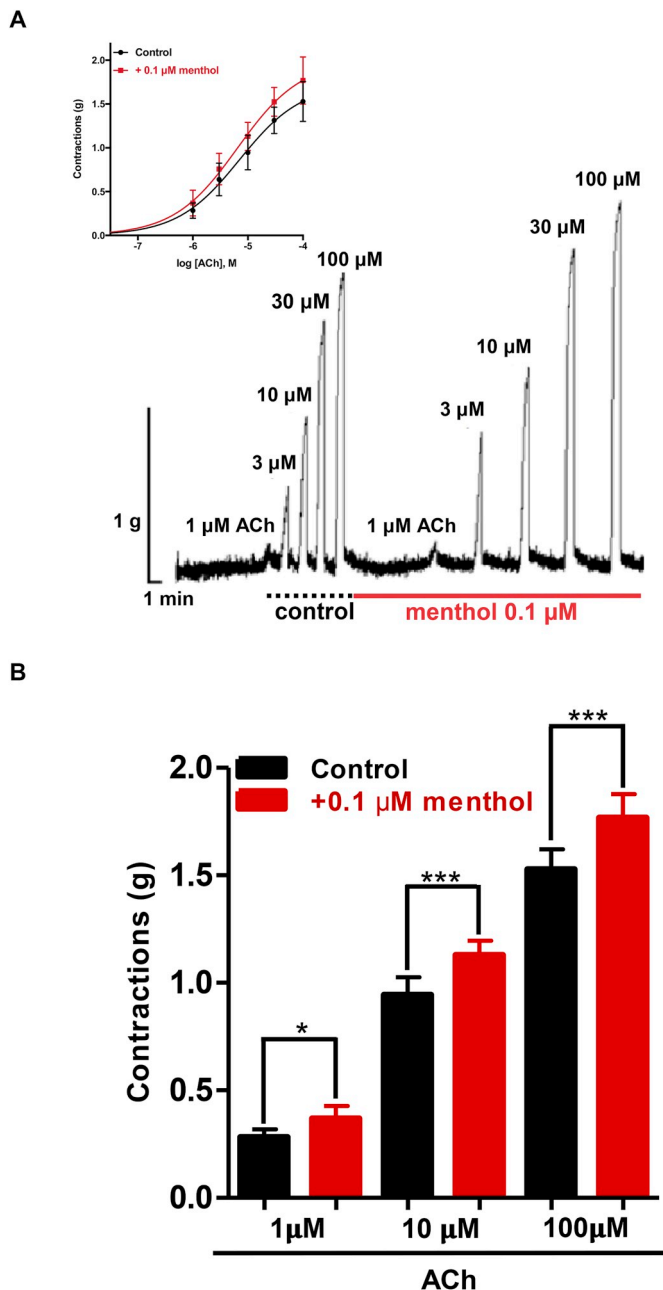 A
Control
+ 0.1 µM menthol
Contractions (g)
2.0
1.5
1.0
0.5
0.0
-7
-6
-5
-4
log [ACh], M
1 g
1 min
1 µM ACh
3 µM
10 µM
30 µM
100 µM
1 µM ACh
3 µM
10 µM
30 µM
100 µM
control
menthol 0.1 µM
B
Control
+0.1 µM menthol
Contractions (g)
2.0
1.5
1.0
0.5
0.0
*
***
***
1µM
10 µM
100µM
ACh